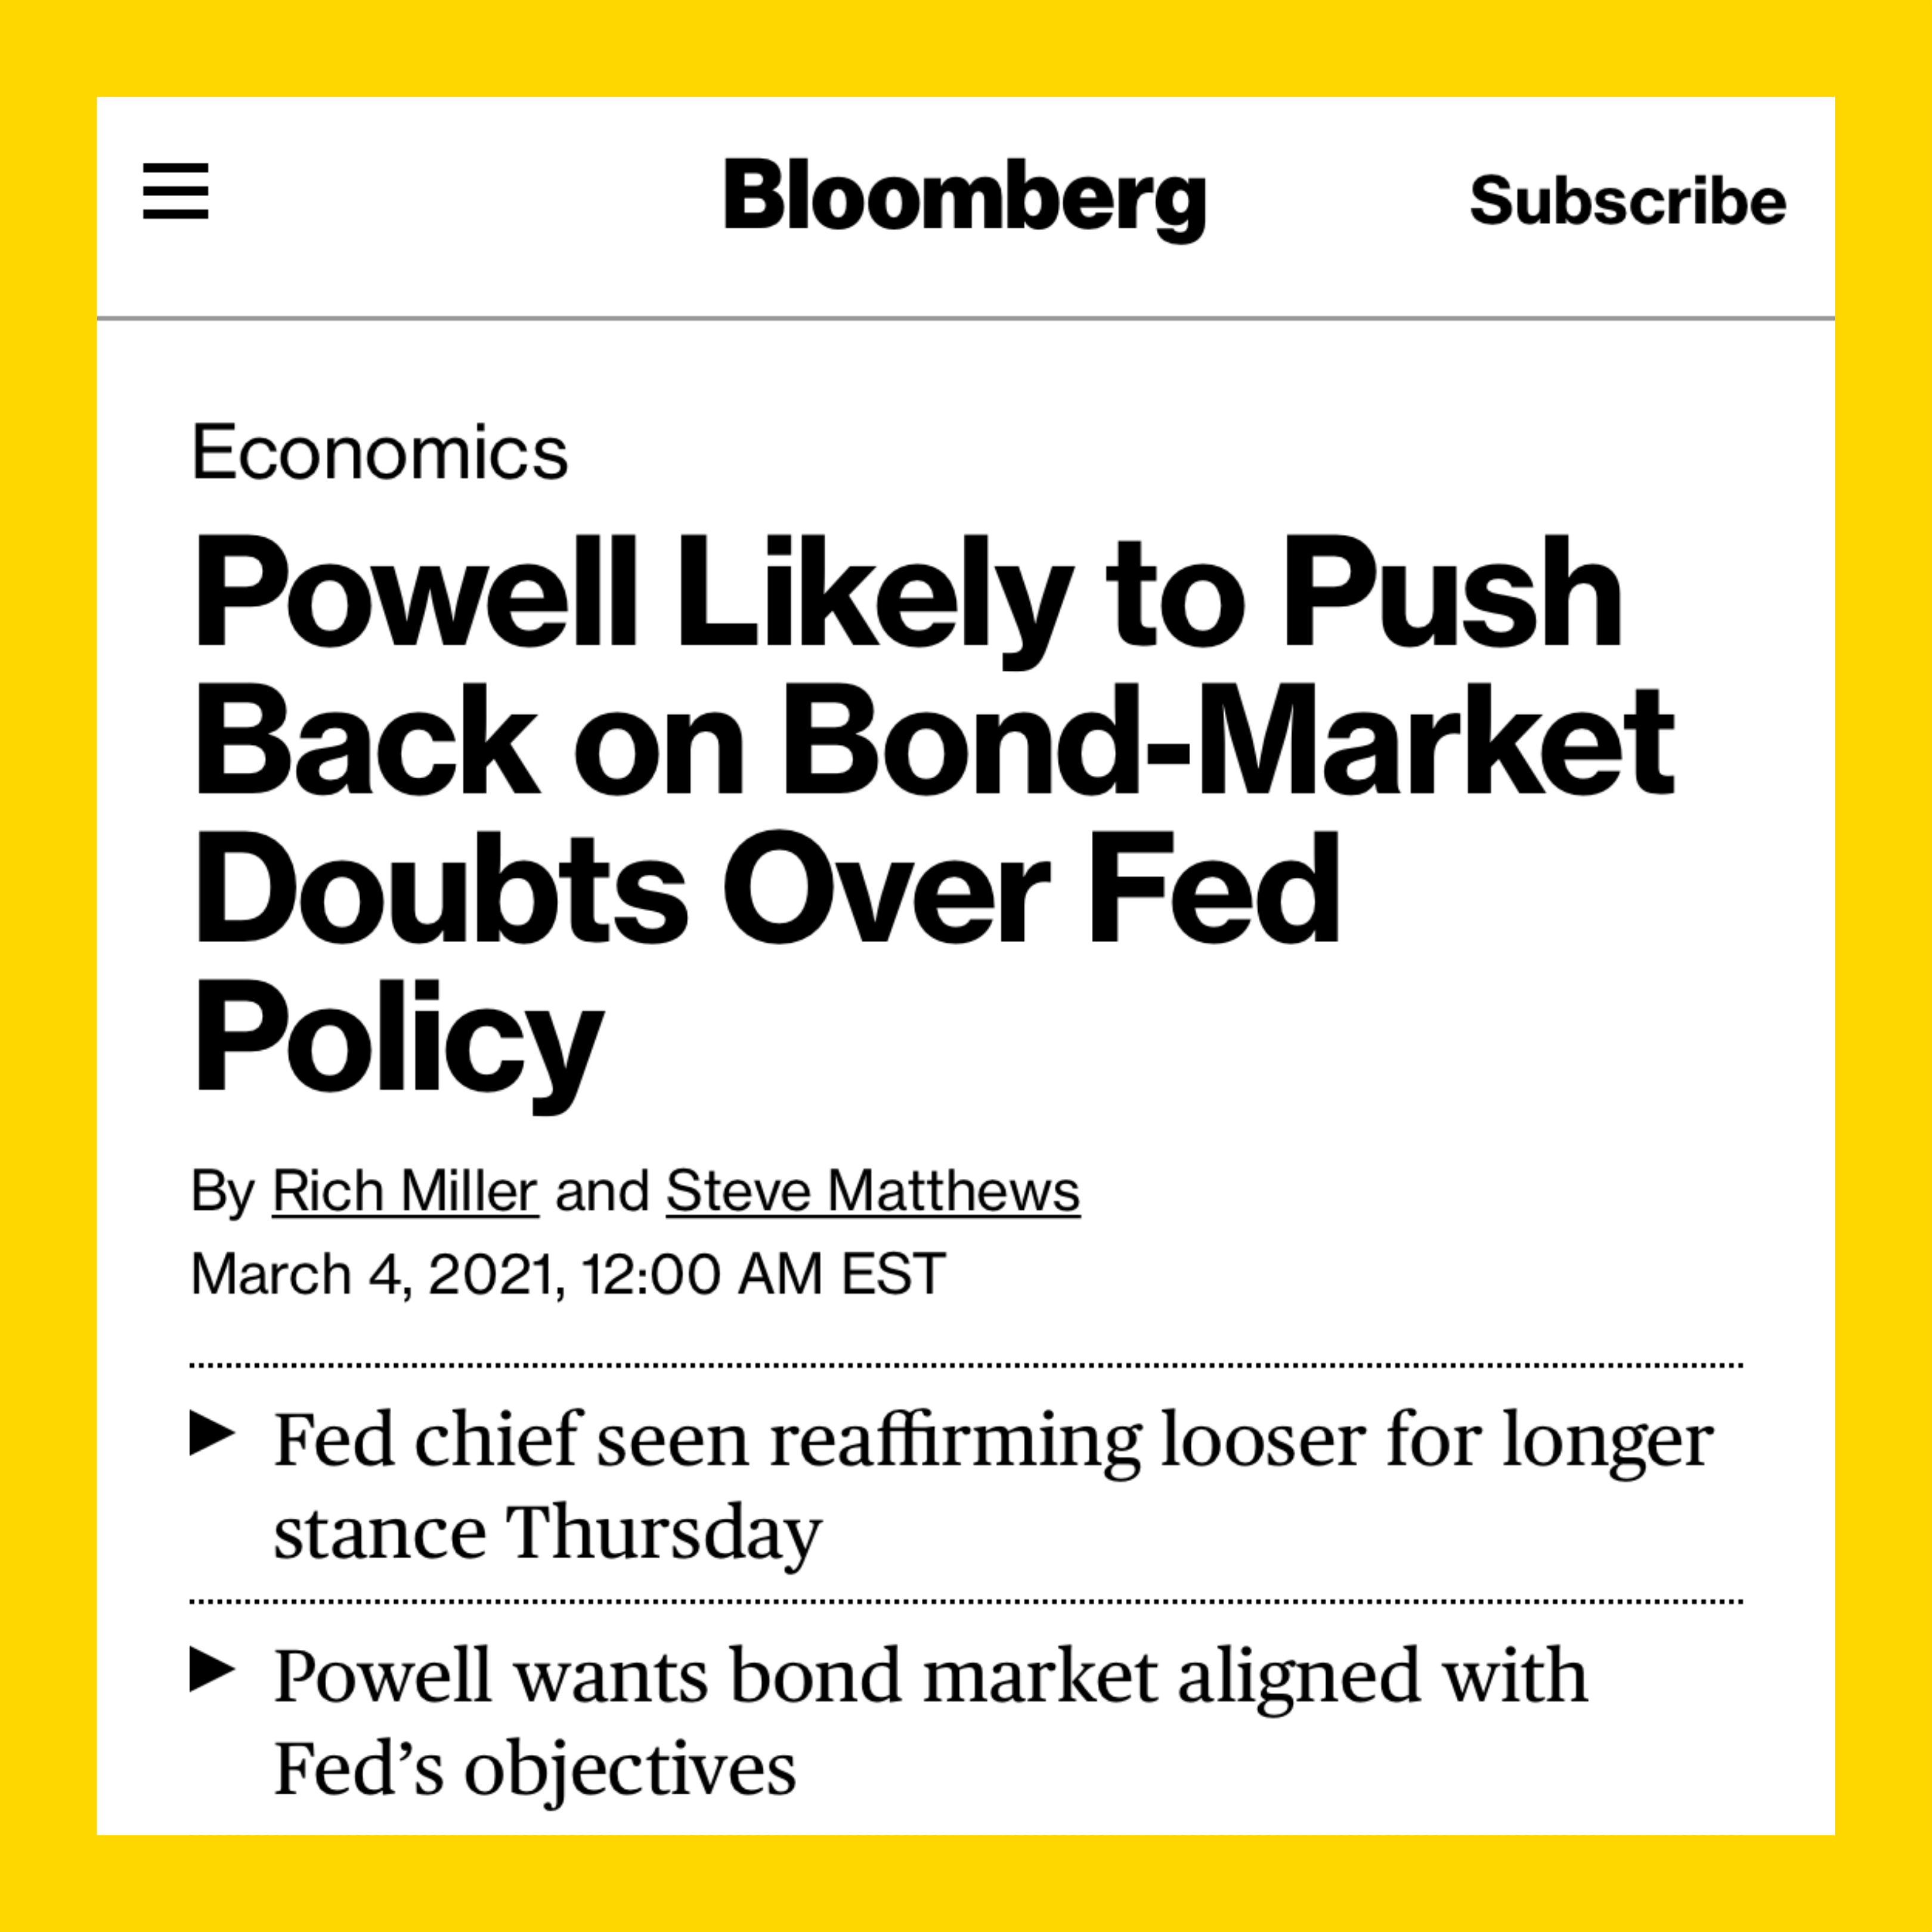 Bloomberg
Subscribe
Economics
Powell Likely to Push
Back on Bond-Market
Doubts Over Fed
Policy
By Rich Miller and Steve Matthews
March 4, 2021, 12:00 AM EST
Fed chief seen reaffirming looser for longer
stance Thursday
Powell wants bond market aligned with
Fed’s objectives